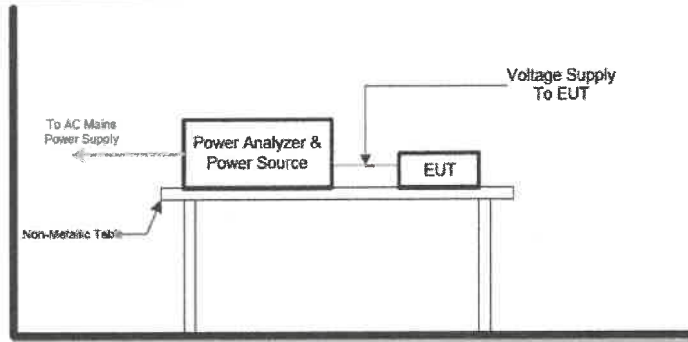 Voltage Supply
To EUT
To AC Mains
Power Supply
Power Analyzer &
Power Source
EUT
Non-Metallic Table